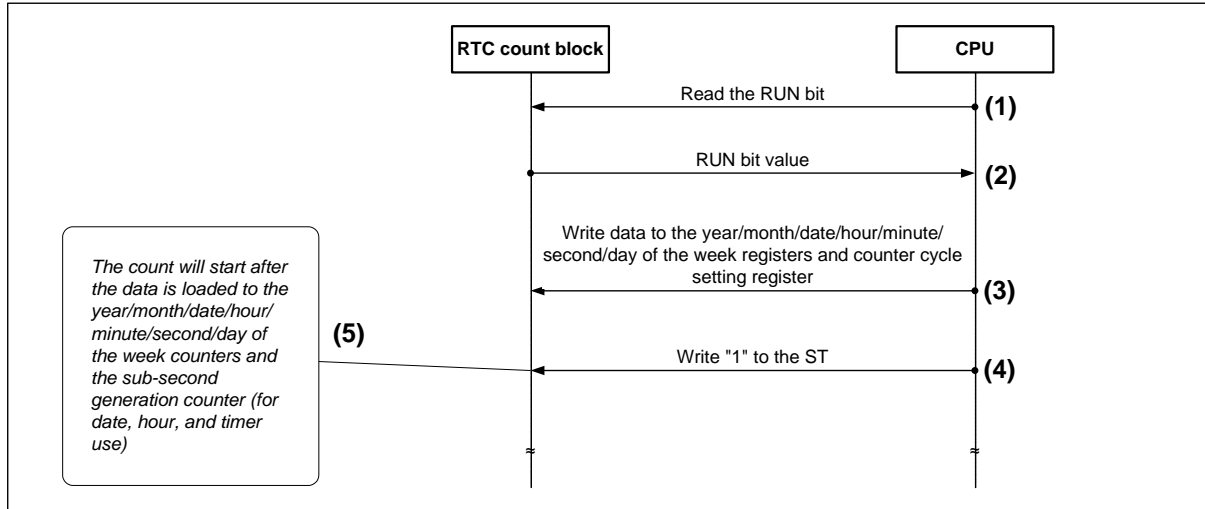 RTC count block
CPU
Read the RUN bit
(1)
RUN bit value
(2)
Write data to the year/month/date/hour/minute/
second/day of the week registers and counter cycle
setting register
(3)
The count will start after
the data is loaded to the
year/month/date/hour/
minute/second/day of
the week counters and
the sub-second
generation counter (for
date, hour, and timer
use)
(5)
Write "1" to the ST
(4)